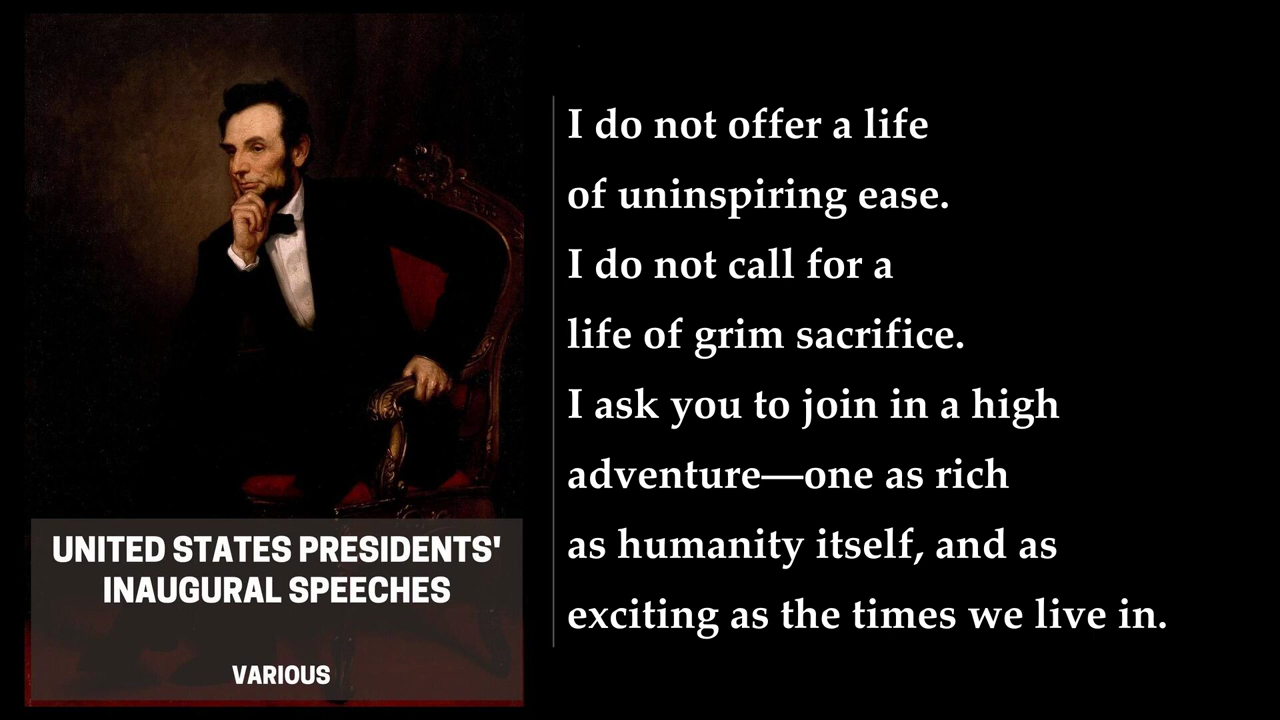 I do not offer a life
of uninspiring ease.
I do not call for a
life of grim sacrifice.
I ask you to join in a high
adventure—one as rich
as humanity itself, and as
exciting as the times we live in.
UNITED STATES PRESIDENTS'
INAUGURAL SPEECHES
VARIOUS